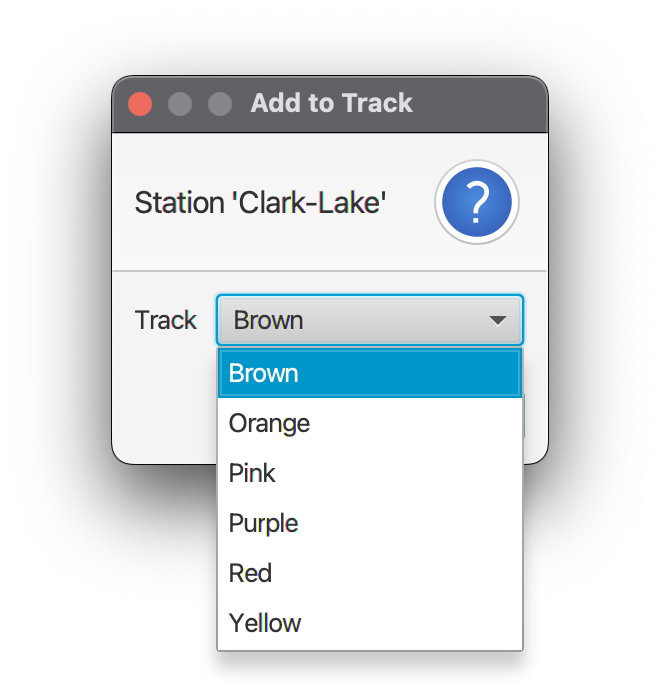 Add to Track
Station 'Clark-Lake'
?
Track Brown
Brown
Orange
Pink
Purple
Red
Yellow